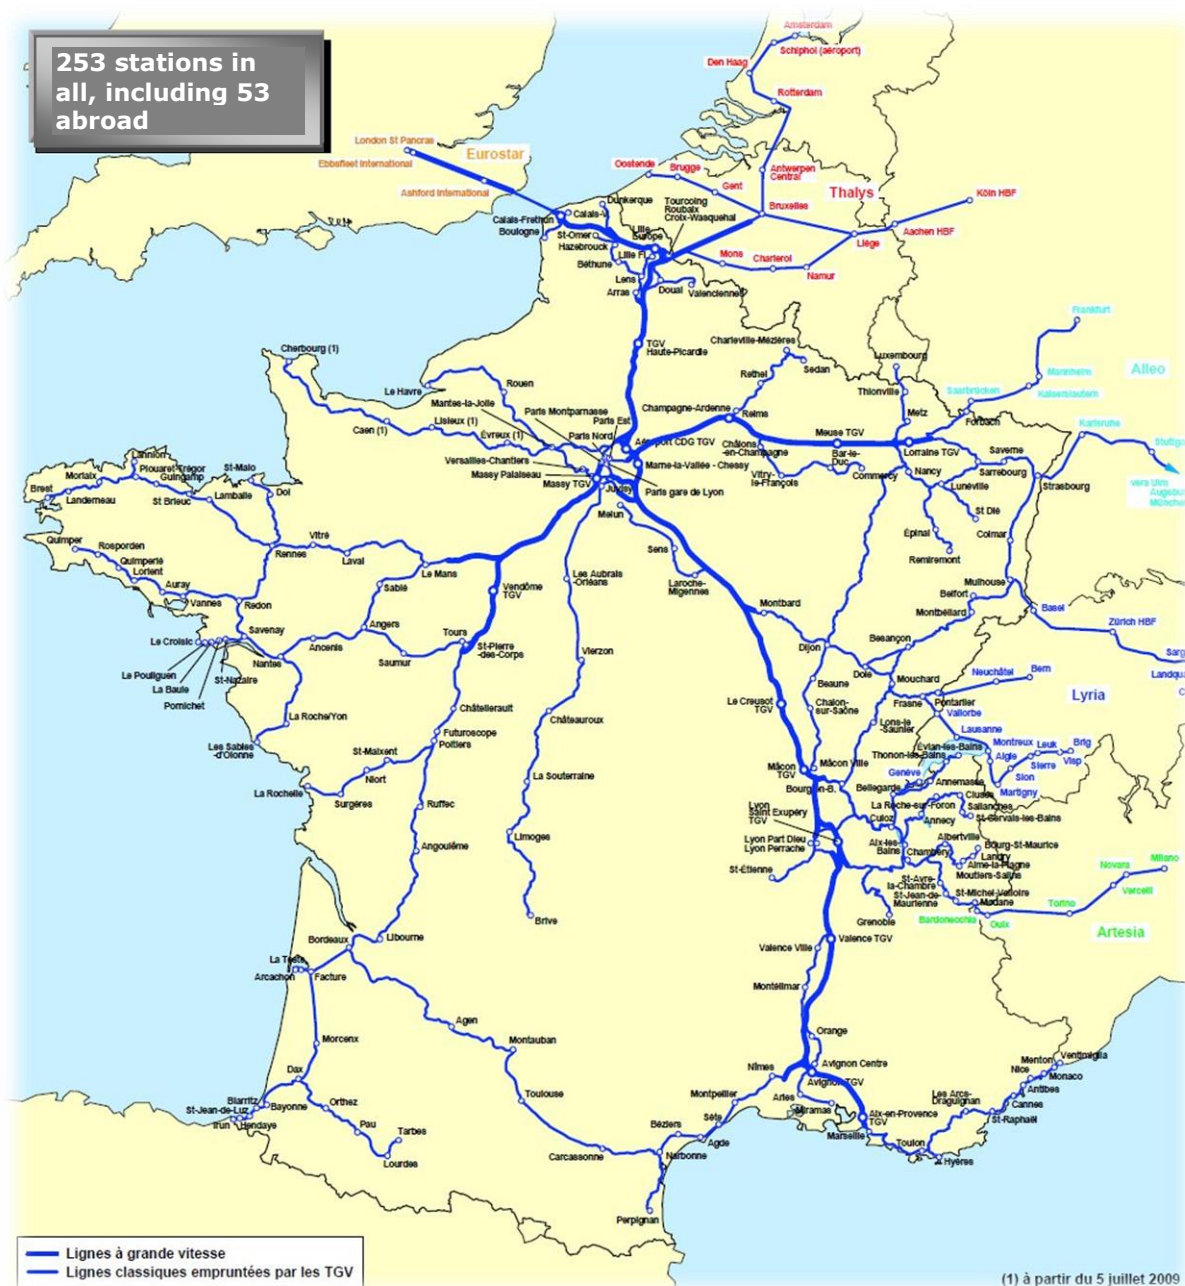 253 stations in
all, including 53
abroad
Amsterdam
Schiphol (aéroport)
Den Haag
Rotterdam
London St Pancras
Ebbsfleet International
Eurostar
Ashford International
Oostende
Brugge
Gent
Antwerpen
Central
Thalys
Köln HBF
Bruxelles
Aachen HBF
Liège
Mons
Charleroi
Namur
Dunkerque
Tourcoing
Roubaix
Croix-Wasquehal
Calais-Frethun
Calais-V.
Boulogne
St-Omer
Lille
Europe
Hazebrouck
Lille Fl.
Béthune
Lens
Arras
Douai
Valenciennes
TGV
Haute-Picardie
Charleville-Mézières
Sedan
Rethel
Luxembourg
Thionville
Frankfurt
Mannheim
Alleo
Saarbrücken
Kaiserslautern
Forbach
Karlsruhe
vers Ulm
Cherbourg (1)
Le Havre
Rouen
Mantes-la-Jolie
Paris Montparnasse
Paris Est
Caen (1)
Lisieux (1)
Évreux (1)
Paris Nord
Aéroport CDG TGV
Champagne-Ardenne
Reims
Metz
Meuse TGV
Versailles-Chantiers
Massy Palaiseau
Massy TGV
Marne-la-Vallée - Chessy
Châlons
-en-Champagne
Bar-le-
Duc
Lorraine TGV
Saverne
Vitry-
le-François
Commercy
Nancy
Sarrebourg
Juvisy
Paris gare de Lyon
Lunéville
Strasbourg
Melun
St Dié
Épinal
Colmar
Remiremont
Lannion
Morlaix
Plouaret-Trégor
Guingamp
St-Malo
Brest
Landerneau
St Brieuc
Lamballe
Dol
Quimper
Rosporden
Quimperlé
Lorient
Auray
Vannes
Rennes
Vitré
Laval
Le Mans
Sablé
Redon
Vendôme
TGV
Les Aubrais
-Orléans
Sens
Laroche-
Migennes
Montbard
Mulhouse
Belfort
Montbéliard
Basel
Zürich HBF
Savenay
Angers
Tours
St-Pierre
-des-Corps
Le Croisic
Ancenis
Saumur
Nantes
Le Pouliguen
La Baule
Pornichet
St-Nazaire
Vierzon
Dijon
Besançon
Dole
Beaune
Mouchard
Neuchâtel
Bern
Frasne
Pontarlier
Lyria
La Roche/Yon
Les Sables
-d'Olonne
Châtellerault
Futuroscope
Poitiers
Châteauroux
Le Creusot
TGV
Chalon-
sur-Saône
Vallorbe
Lons-le
-Saunier
Lausanne
Évian-les-Bains
Thonon-les-Bains
Montreux
Leuk
Brig
Aigle
Sierre
Visp
Sion
Martigny
St-Maixent
Niort
La Rochelle
Surgères
La Souterraine
Mâcon
TGV
Mâcon Ville
Genève
Bourg-en-B.
Bellegarde
Annemasse
Ruffec
Lyon
Saint Exupéry
TGV
La Roche-sur-Foron
Cluses
Sallanches
St-Gervais-les-Bains
Culoz
Annecy
Limoges
Angoulême
Lyon Part Dieu
Lyon Perrache
Aix-les-
Bains
Albertville
Bourg-St-Maurice
Chambéry
Landry
Aime-la-Plagne
Moutiers-Salins
St-Étienne
St-Avre-
la-Chambre
St-Jean-de-
Maurienne
St-Michel-Valloire
Modane
Novara
Milano
Vercelli
Torino
Brive
Grenoble
Bardonecchia
Oulx
Artesia
Bordeaux
Libourne
Valence Ville
Valence TGV
La Teste
Arcachon
Facture
Montélimar
Agen
Montauban
Orange
Morcenx
Dax
Toulouse
Nîmes
Avignon Centre
Avignon TGV
Menton
Ventimiglia
Nice
Monaco
Antibes
Biarritz
Bayonne
St-Jean-de-Luz
Irun
Hendaye
Orthez
Pau
Tarbes
Lourdes
Montpellier
Arles
Miramas
Aix-en-Provence
TGV
Les Arcs-
Draguignan
Cannes
St-Raphaël
Sète
Béziers
Agde
Marseille
Toulon
Hyères
Carcassonne
Narbonne
Perpignan
Lignes à grande vitesse
Lignes classiques empruntées par les TGV
(1) à partir du 5 juillet 2009